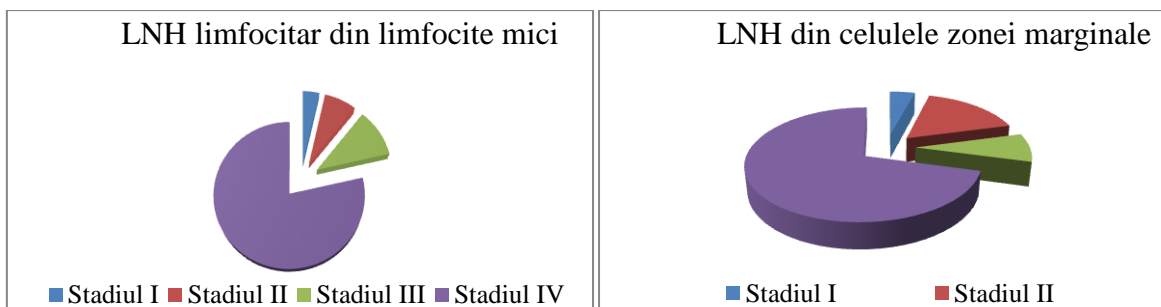 LNH limfocitar din limfocite mici
Stadiul I Stadiul II Stadiul III Stadiul IV
LNH din celulele zonei marginale
Stadiul I Stadiul II